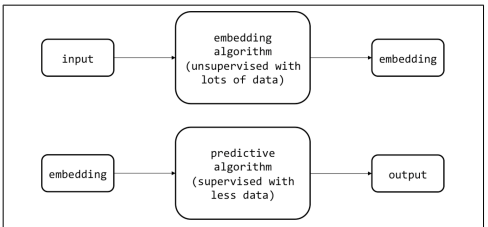 input
embedding
algorithm
(unsupervised with
lots of data)
embedding
embedding
predictive
algorithm
(supervised with
less data)
output